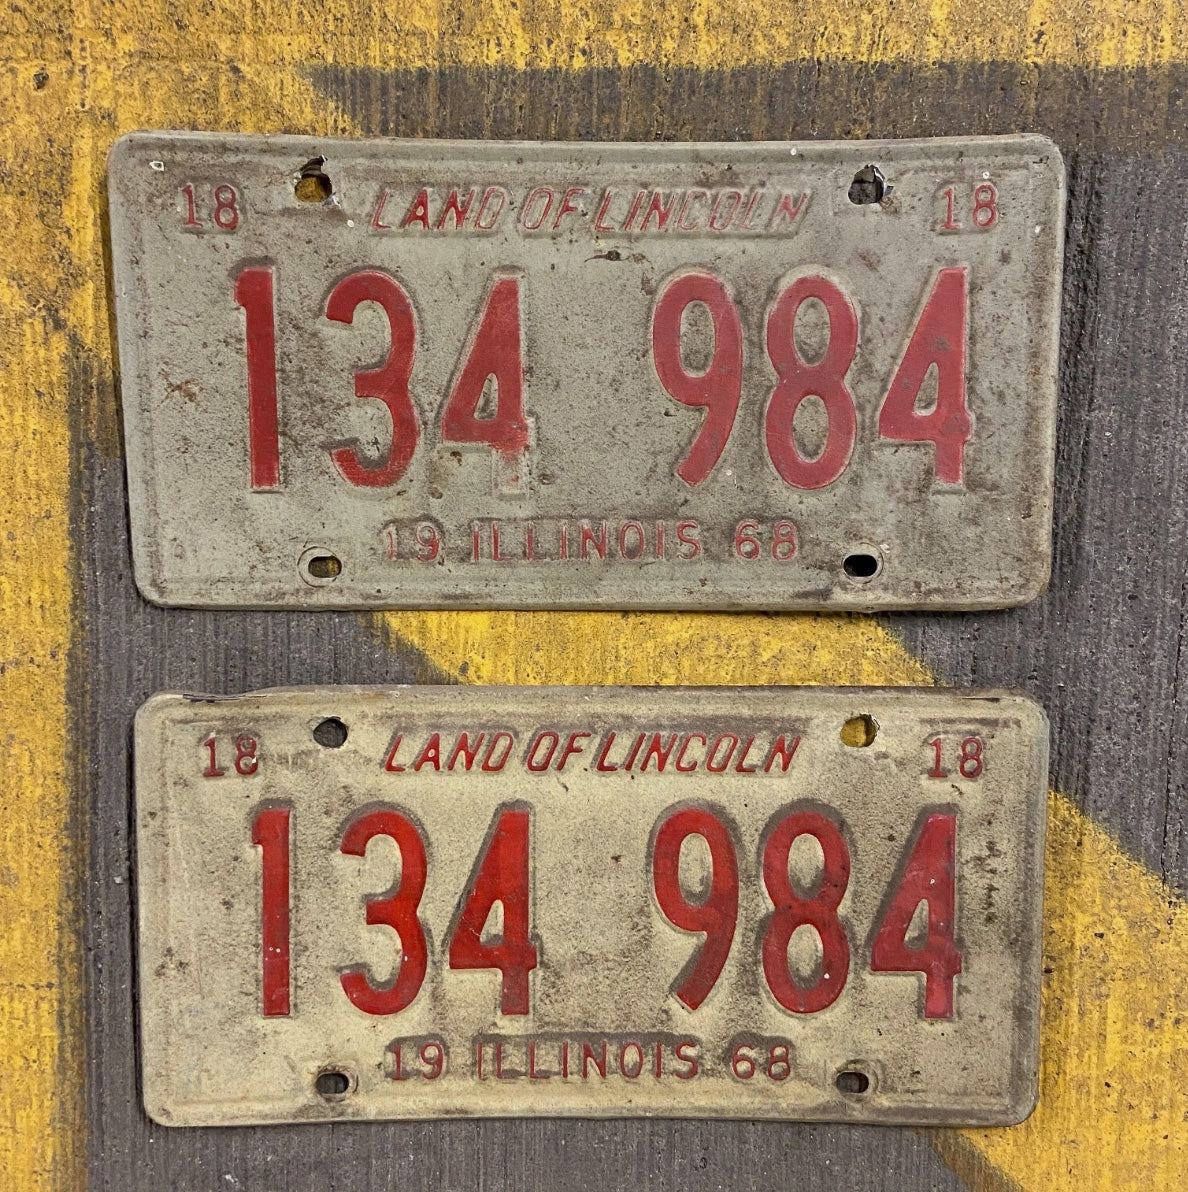 18 LAND OF LINCOLN 18
134 984
19 ILLINOIS 68
18 LAND OF LINCOLN 18
134 984
19 ILLINOIS 68